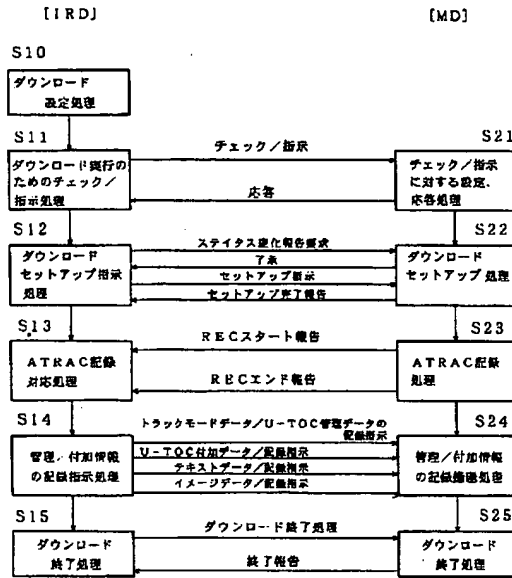 [IRD]
[MD]
S10
ダウンロード
設定処理
S11
S21
ダウンロード実行の
ためのチェック/
指示処理
チェック/指示
応答
チェック/指示
に対する設定、
応答処理
S12
S22
ダウンロード
セットアップ指示
処理
ステイタス変化報告要求
了承
セットアップ指示
セットアップ完了報告
ダウンロード
セットアップ処理
S13
S23
ATRAC記録
対応処理
RECスタート報告
RECエンド報告
ATRAC記録
処理
S14
S24
管理/付加情報
の記録指示処理
トラックモードデータ/U-TOC管理データの
記録指示
U-TOC付加データ/記録指示
テキストデータ/記録指示
イメージデータ/記録指示
管理/付加情報
の記録処理
S15
S25
ダウンロード
終了処理
ダウンロード終了処理
終了報告
ダウンロード
終了処理